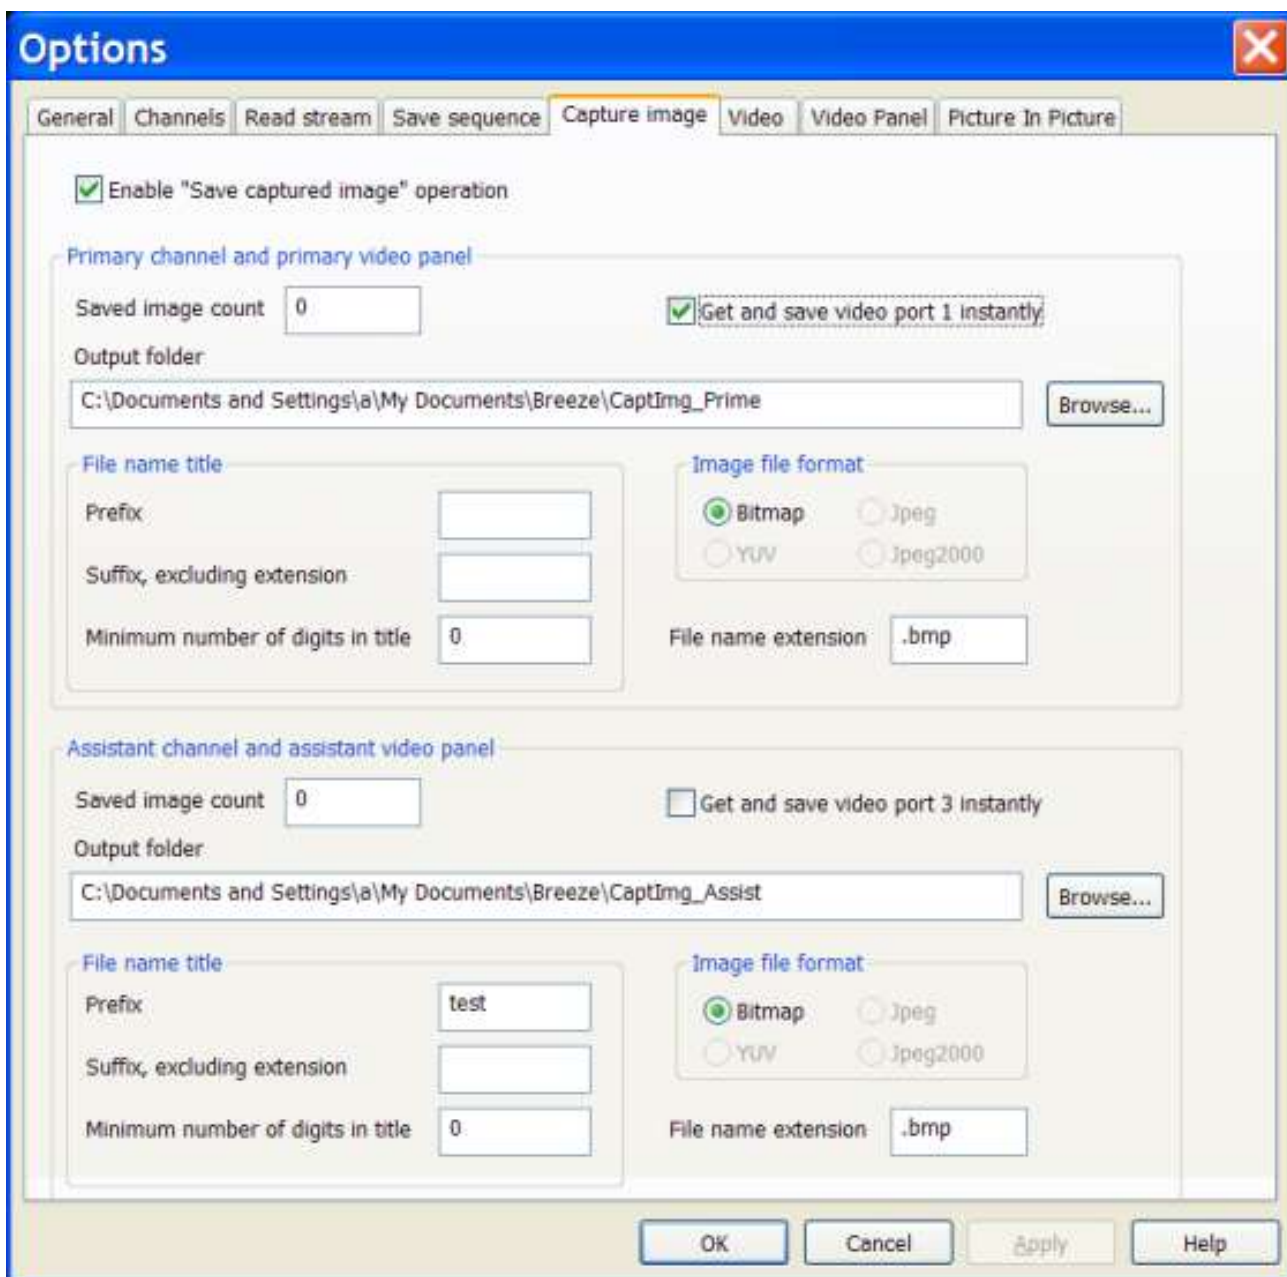 Options
General Channels Read stream Save sequence Capture image Video Video Panel Picture In Picture
Enable "Save captured image" operation
Primary channel and primary video panel
Saved image count 0 Get and save video port 1 instantly
Output folder
C:\Documents and Settings\a\My Documents\Breeze\CaptImg_Prime Browse...
File name title Image file format
Prefix Bitmap Jpeg
Suffix, excluding extension YUV Jpeg2000
Minimum number of digits in title 0 File name extension .bmp
Assistant channel and assistant video panel
Saved image count 0 Get and save video port 3 instantly
Output folder
C:\Documents and Settings\a\My Documents\Breeze\CaptImg_Assist Browse...
File name title Image file format
Prefix test Bitmap Jpeg
Suffix, excluding extension YUV Jpeg2000
Minimum number of digits in title 0 File name extension .bmp
OK Cancel Apply Help